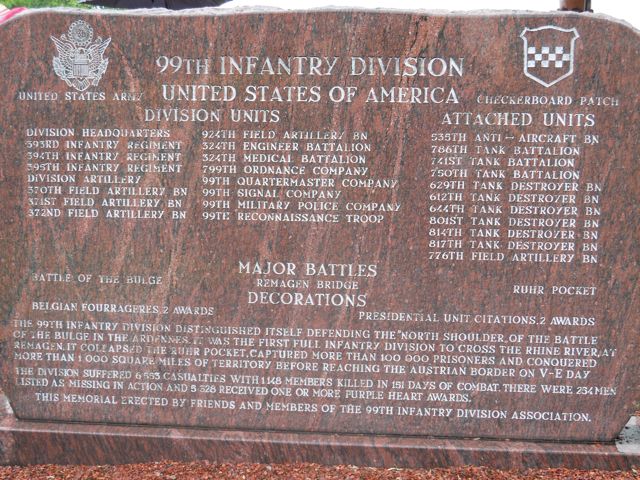 99TH INFANTRY DIVISION
UNITED STATES ARMY
UNITED STATES OF AMERICA
CHECKERBOARD PATCH
DIVISION UNITS
DIVISION HEADQUARTERS
393RD INFANTRY REGIMENT
394TH INFANTRY REGIMENT
395TH INFANTRY REGIMENT
DIVISION ARTILLERY
370TH FIELD ARTILLERY BN
371ST FIELD ARTILLERY BN
372ND FIELD ARTILLERY BN
924TH FIELD ARTILLERY BN
324TH ENGINEER BATTALION
324TH MEDICAL BATTALION
799TH ORDNANCE COMPANY
99TH QUARTERMASTER COMPANY
99TH SIGNAL COMPANY
99TH MILITARY POLICE COMPANY
99TH RECONNAISSANCE TROOP
ATTACHED UNITS
535TH ANTI-AIRCRAFT BN
786TH TANK BATTALION
741ST TANK BATTALION
750TH TANK BATTALION
629TH TANK DESTROYER BN
612TH TANK DESTROYER BN
644TH TANK DESTROYER BN
801ST TANK DESTROYER BN
814TH TANK DESTROYER BN
817TH TANK DESTROYER BN
776TH FIELD ARTILLERY BN
MAJOR BATTLES
BATTLE OF THE BULGE
REMAGEN BRIDGE
RUHR POCKET
DECORATIONS
BELGIAN FOURRAGERES, 2 AWARDS
PRESIDENTIAL UNIT CITATIONS, 2 AWARDS
THE 99TH INFANTRY DIVISION DISTINGUISHED ITSELF DEFENDING THE "NORTH SHOULDER, OF THE BATTLE
OF THE BULGE IN THE ARDENNES. IT WAS THE FIRST FULL INFANTRY DIVISION TO CROSS THE RHINE RIVER, AT
REMAGEN. IT COLLAPSED THE RUHR POCKET, CAPTURED MORE THAN 100 000 PRISONERS AND CONQUERED
MORE THAN 1 000 SQUARE MILES OF TERRITORY BEFORE REACHING THE AUSTRIAN BORDER ON V-E DAY
THE DIVISION SUFFERED 6 553 CASUALTIES WITH 1148 MEMBERS KILLED IN 151 DAYS OF COMBAT. THERE WERE 234 MEN
LISTED AS MISSING IN ACTION AND 5 328 RECEIVED ONE OR MORE PURPLE HEART AWARDS.
THIS MEMORIAL ERECTED BY FRIENDS AND MEMBERS OF THE 99TH INFANTRY DIVISION ASSOCIATION.